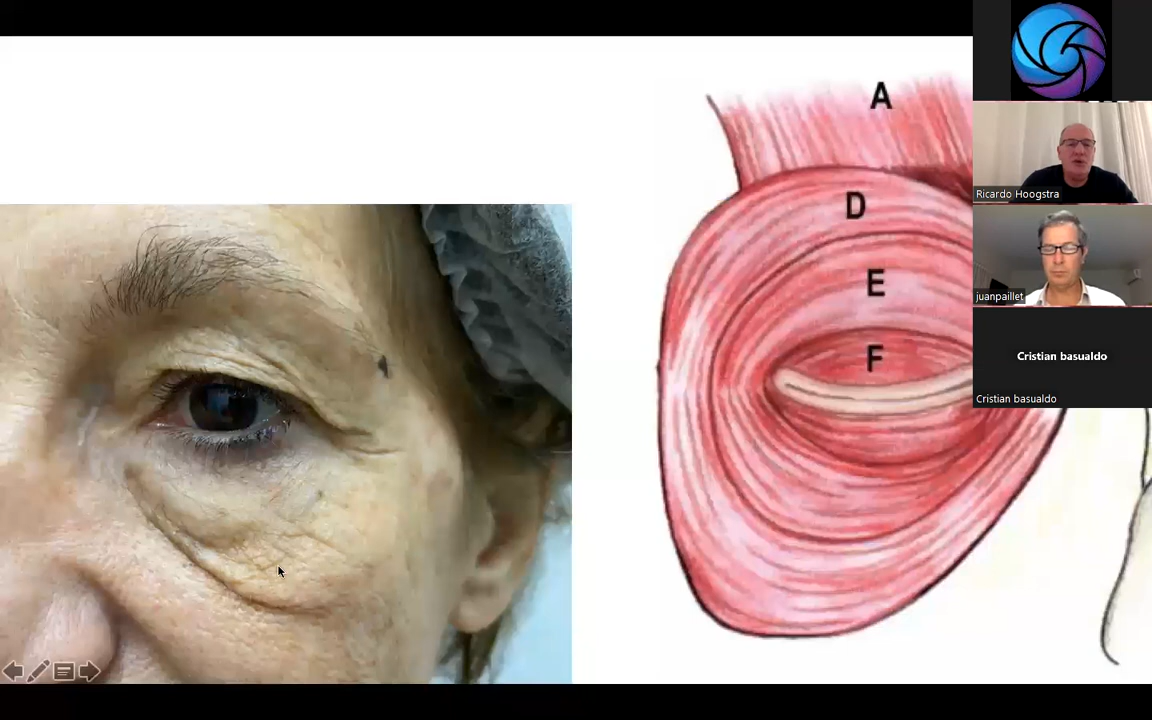 A
D
E
F
Ricardo Hoogstra
juanpaillet
Cristian basualdo
Cristian basualdo